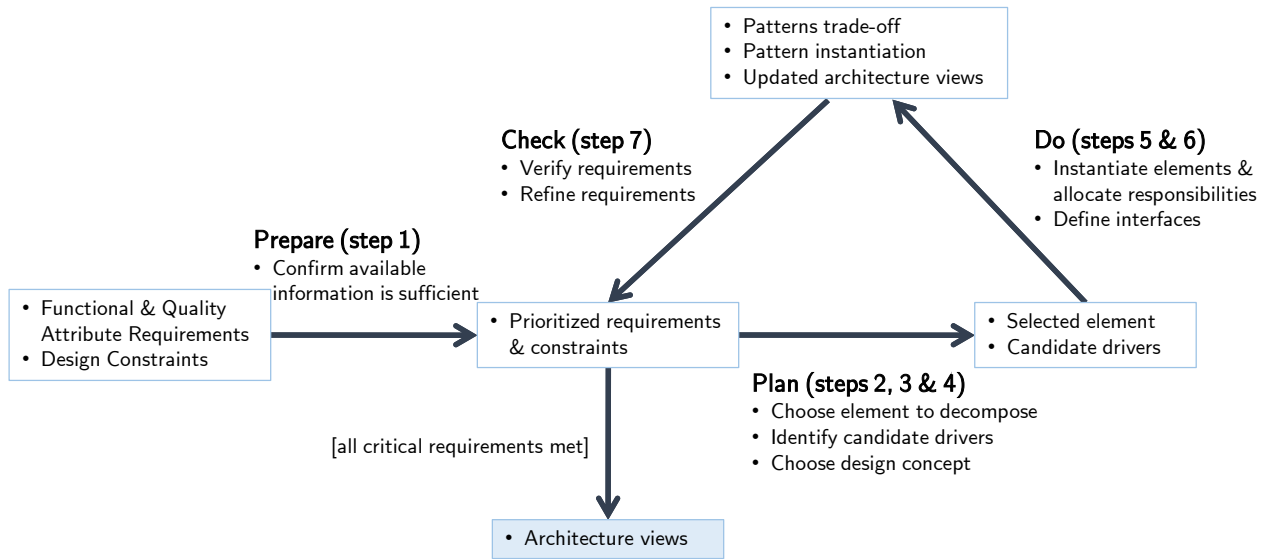 • Patterns trade-off
• Pattern instantiation
• Updated architecture views
Check (step 7)
• Verify requirements
• Refine requirements
Do (steps 5 & 6)
• Instantiate elements &
allocate responsibilities
• Define interfaces
Prepare (step 1)
• Confirm available
information is sufficient
• Functional & Quality
Attribute Requirements
• Design Constraints
• Prioritized requirements
& constraints
• Selected element
• Candidate drivers
Plan (steps 2, 3 & 4)
• Choose element to decompose
• Identify candidate drivers
• Choose design concept
[all critical requirements met]
• Architecture views